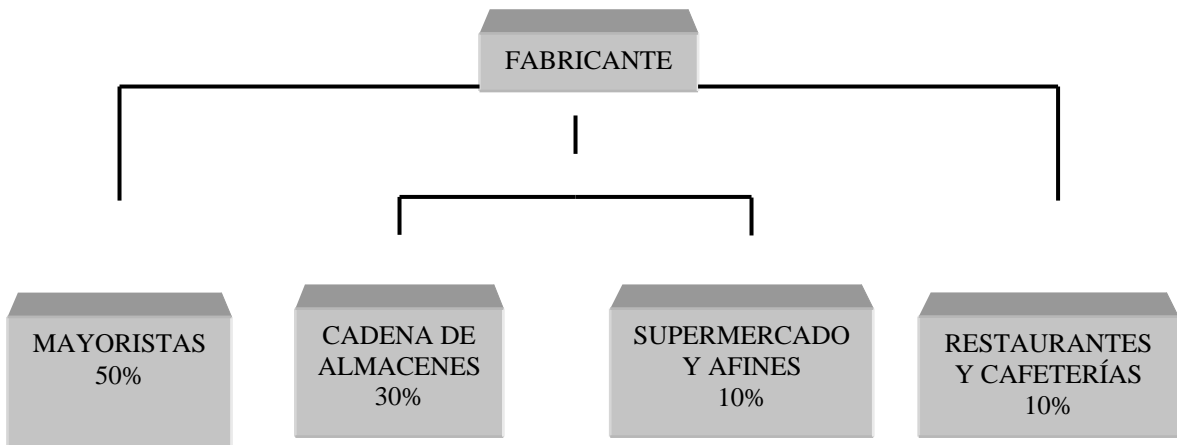 FABRICANTE
MAYORISTAS
50%
CADENA DE
ALMACENES
30%
SUPERMERCADO
Y AFINES
10%
RESTAURANTES
Y CAFETERÍAS
10%